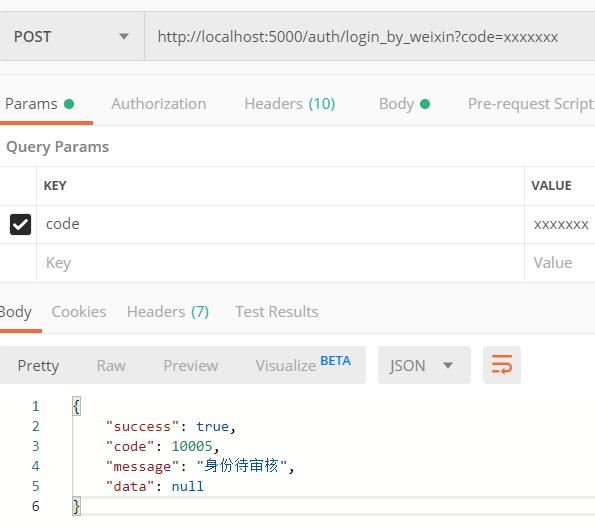 POST http://localhost:5000/auth/login_by_weixin?code=xxxxxxx
Params Authorization Headers (10) Body Pre-request Script
Query Params
KEY VALUE
code xxxxxxx
Key Value
Body Cookies Headers (7) Test Results
Pretty Raw Preview Visualize BETA JSON
1 {
2 "success": true,
3 "code": 10005,
4 "message": "身份待审核",
5 "data": null
6 }